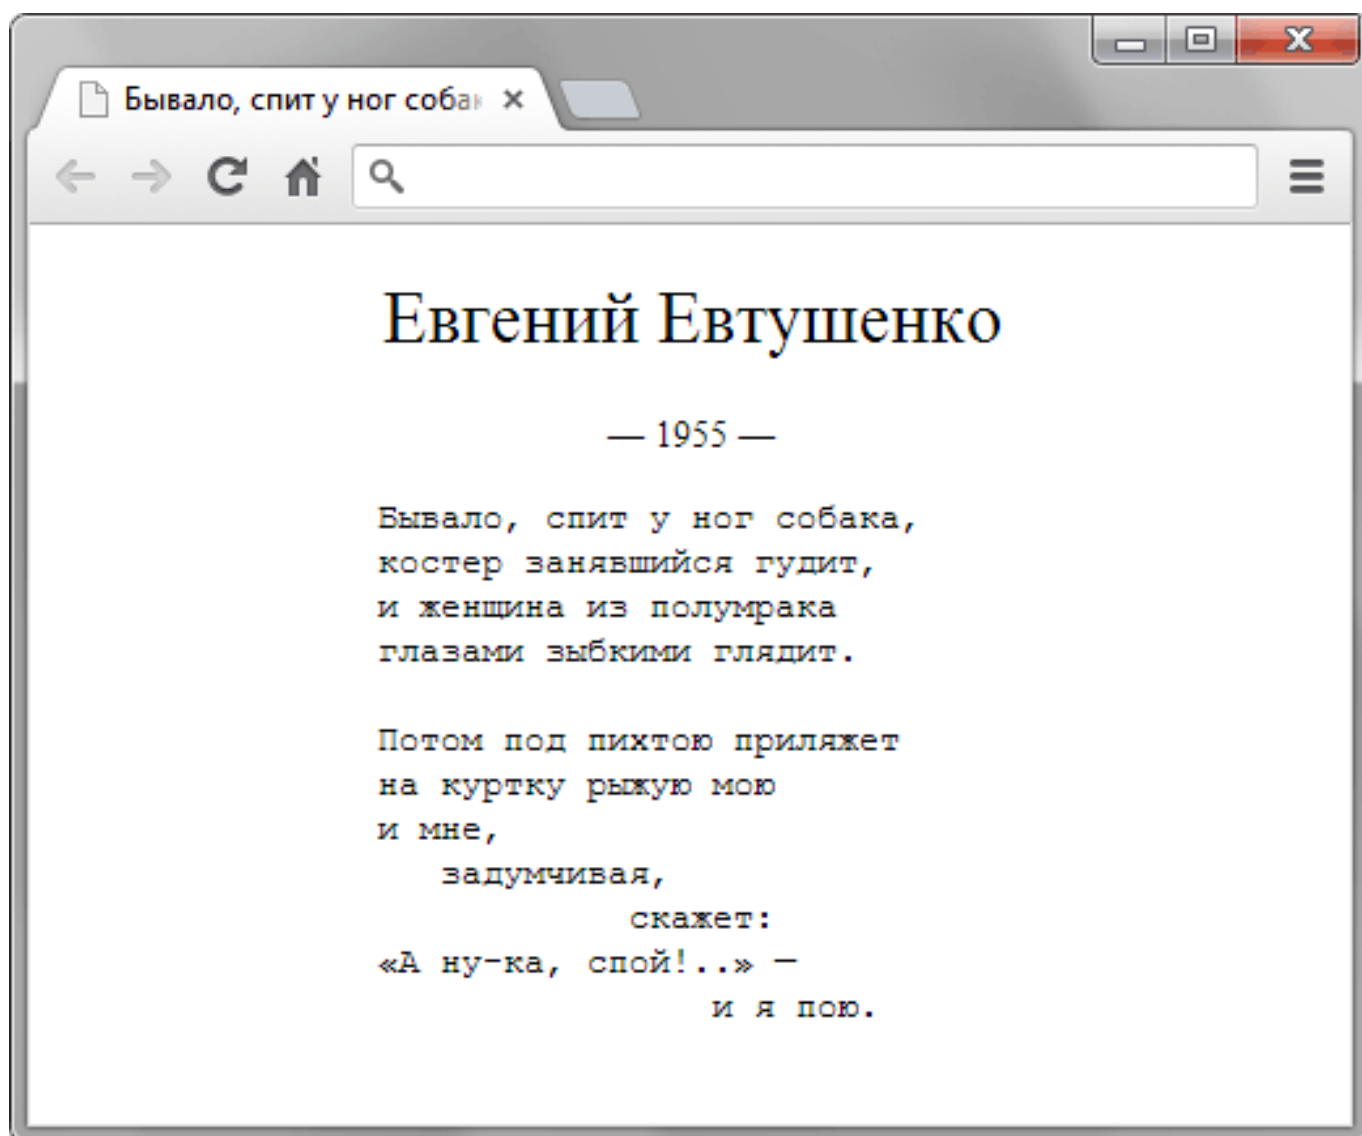 Бывало, спит у ног соба
Евгений Евтушенко
— 1955 —
Бывало, спит у ног собака,
костер занявшийся гудит,
и женщина из полумрака
глазами зыбкими глядит.
Потом под пихтою приляжет
на куртку рыжую мою
и мне,
задумчивая,
скажет:
«А ну-ка, спой!..» —
и я пою.